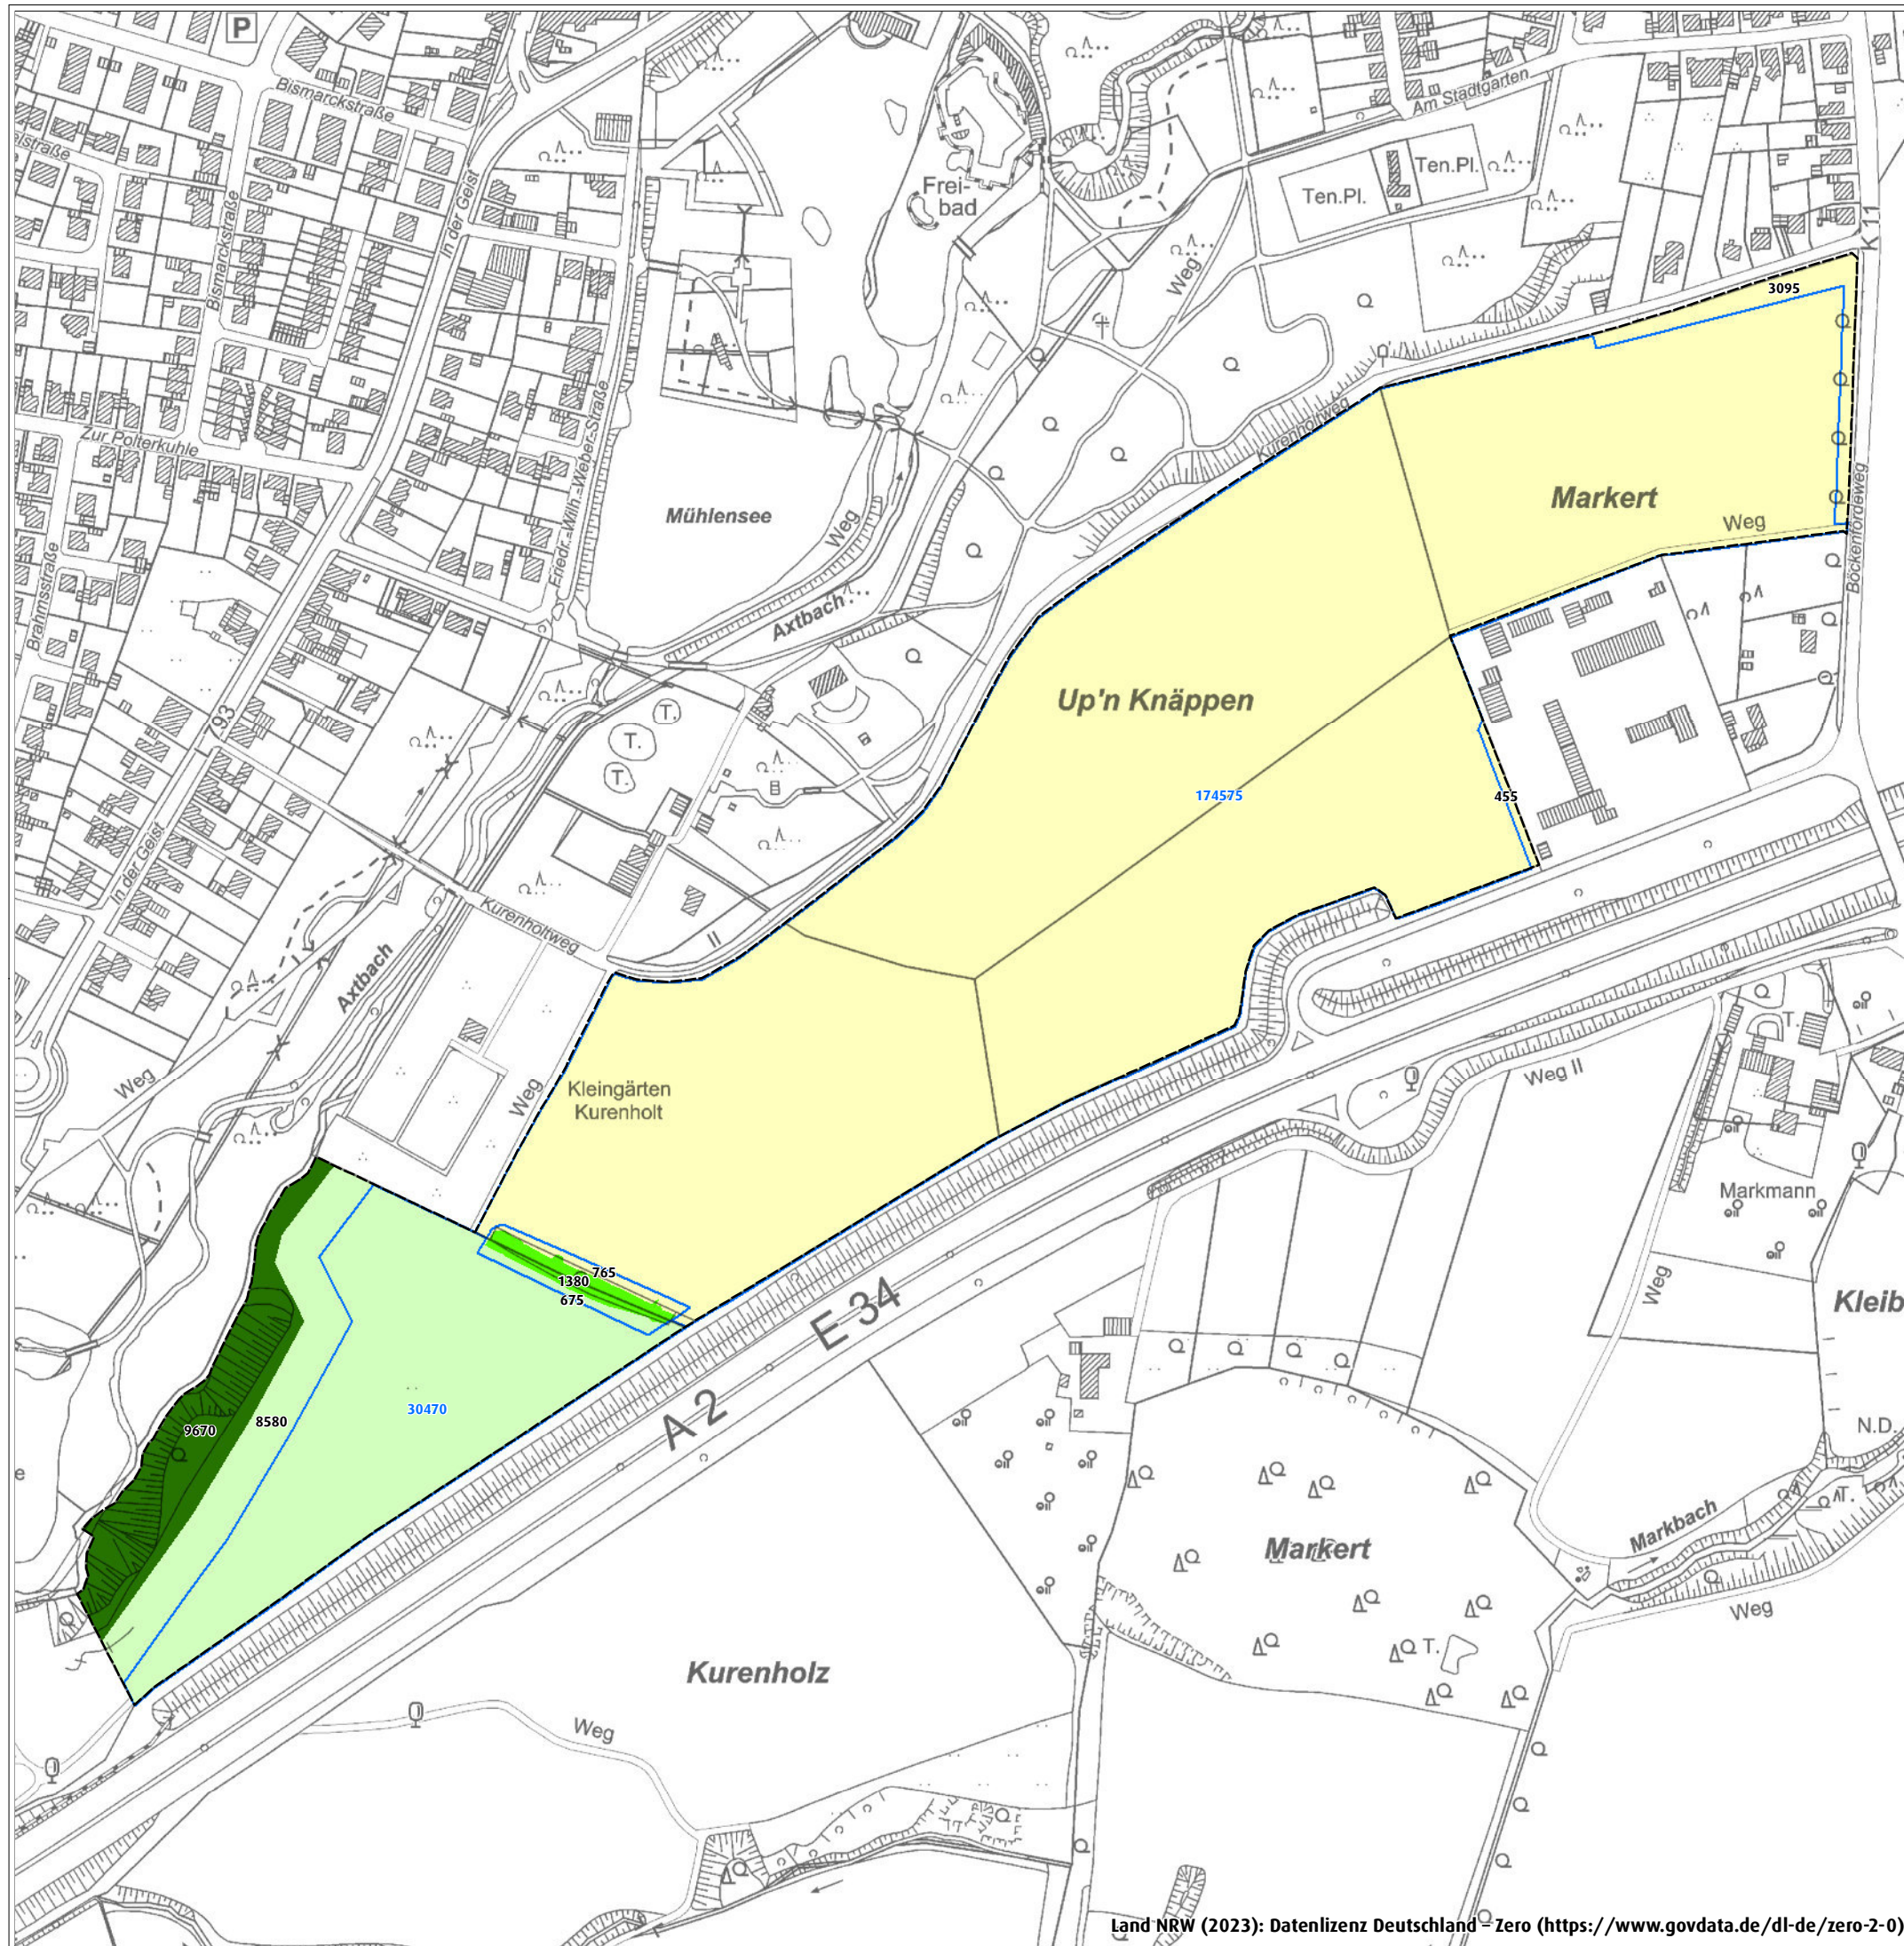 P
Bismarckstraße
elstraße
Bismarckstraße
In der Geist
Am Stadtgarten
Ten.Pl.
Ten.Pl.
Frei-
bad
Weg
K 11
3095
Zur Polterkuhle
Friedr.-Wilh.-Weber-Straße
Kurenholtweg
Markert
Mühlensee
Weg
Weg
Böckenfördeweg
Brahmsstraße
Axtbach
Up'n Knäppen
T.
T.
T.
793
174575
455
In der Geist
Kurenholtweg
II
Axtbach
Weg
Weg
Kleingärten
Kurenholt
Weg II
T.
Markmann
765
1380
675
E 34
Weg
Kleib
A 2
30470
8580
9670
e
N.D.
T.
Markbach
Markert
Weg
T.
Kurenholz
Weg
Land NRW (2023): Datenlizenz Deutschland – Zero (https://www.govdata.de/dl-de/zero-2-0)